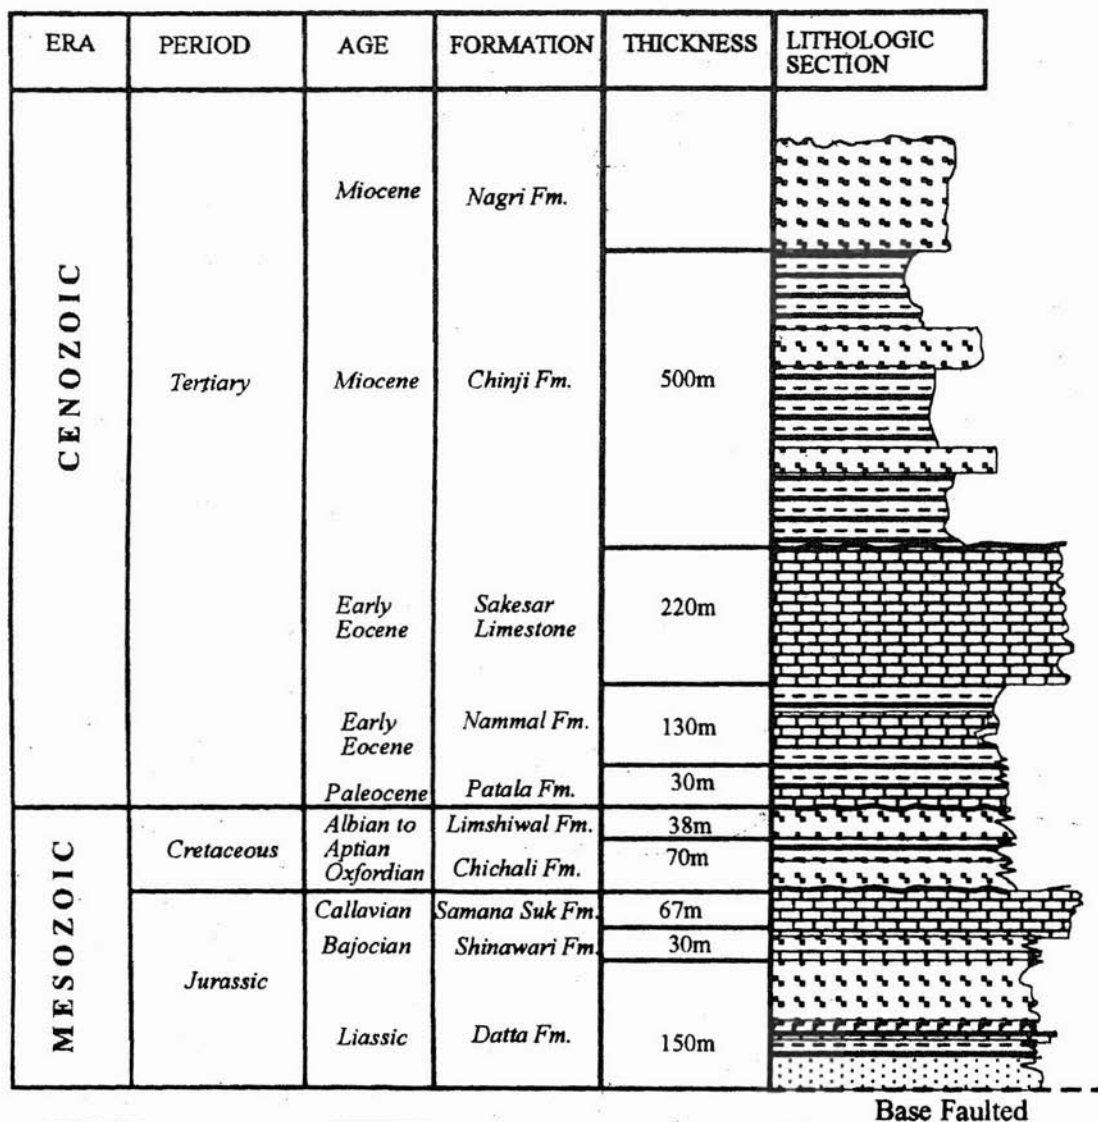 ERA PERIOD AGE FORMATION THICKNESS LITHOLOGIC
SECTION
CENOZOIC
Tertiary
Miocene Nagri Fm.
Miocene Chinji Fm. 500m
Early Sakesar 220m
Eocene Limestone
Early Nammal Fm. 130m
Eocene
Paleocene Patala Fm. 30m
MESOZOIC
Cretaceous
Albian to Limshiwal Fm. 38m
Aptian
Oxfordian Chichali Fm. 70m
Jurassic
Callavian Samana Suk Fm. 67m
Bajocian Shinawari Fm. 30m
Liassic Datta Fm. 150m
Base Faulted